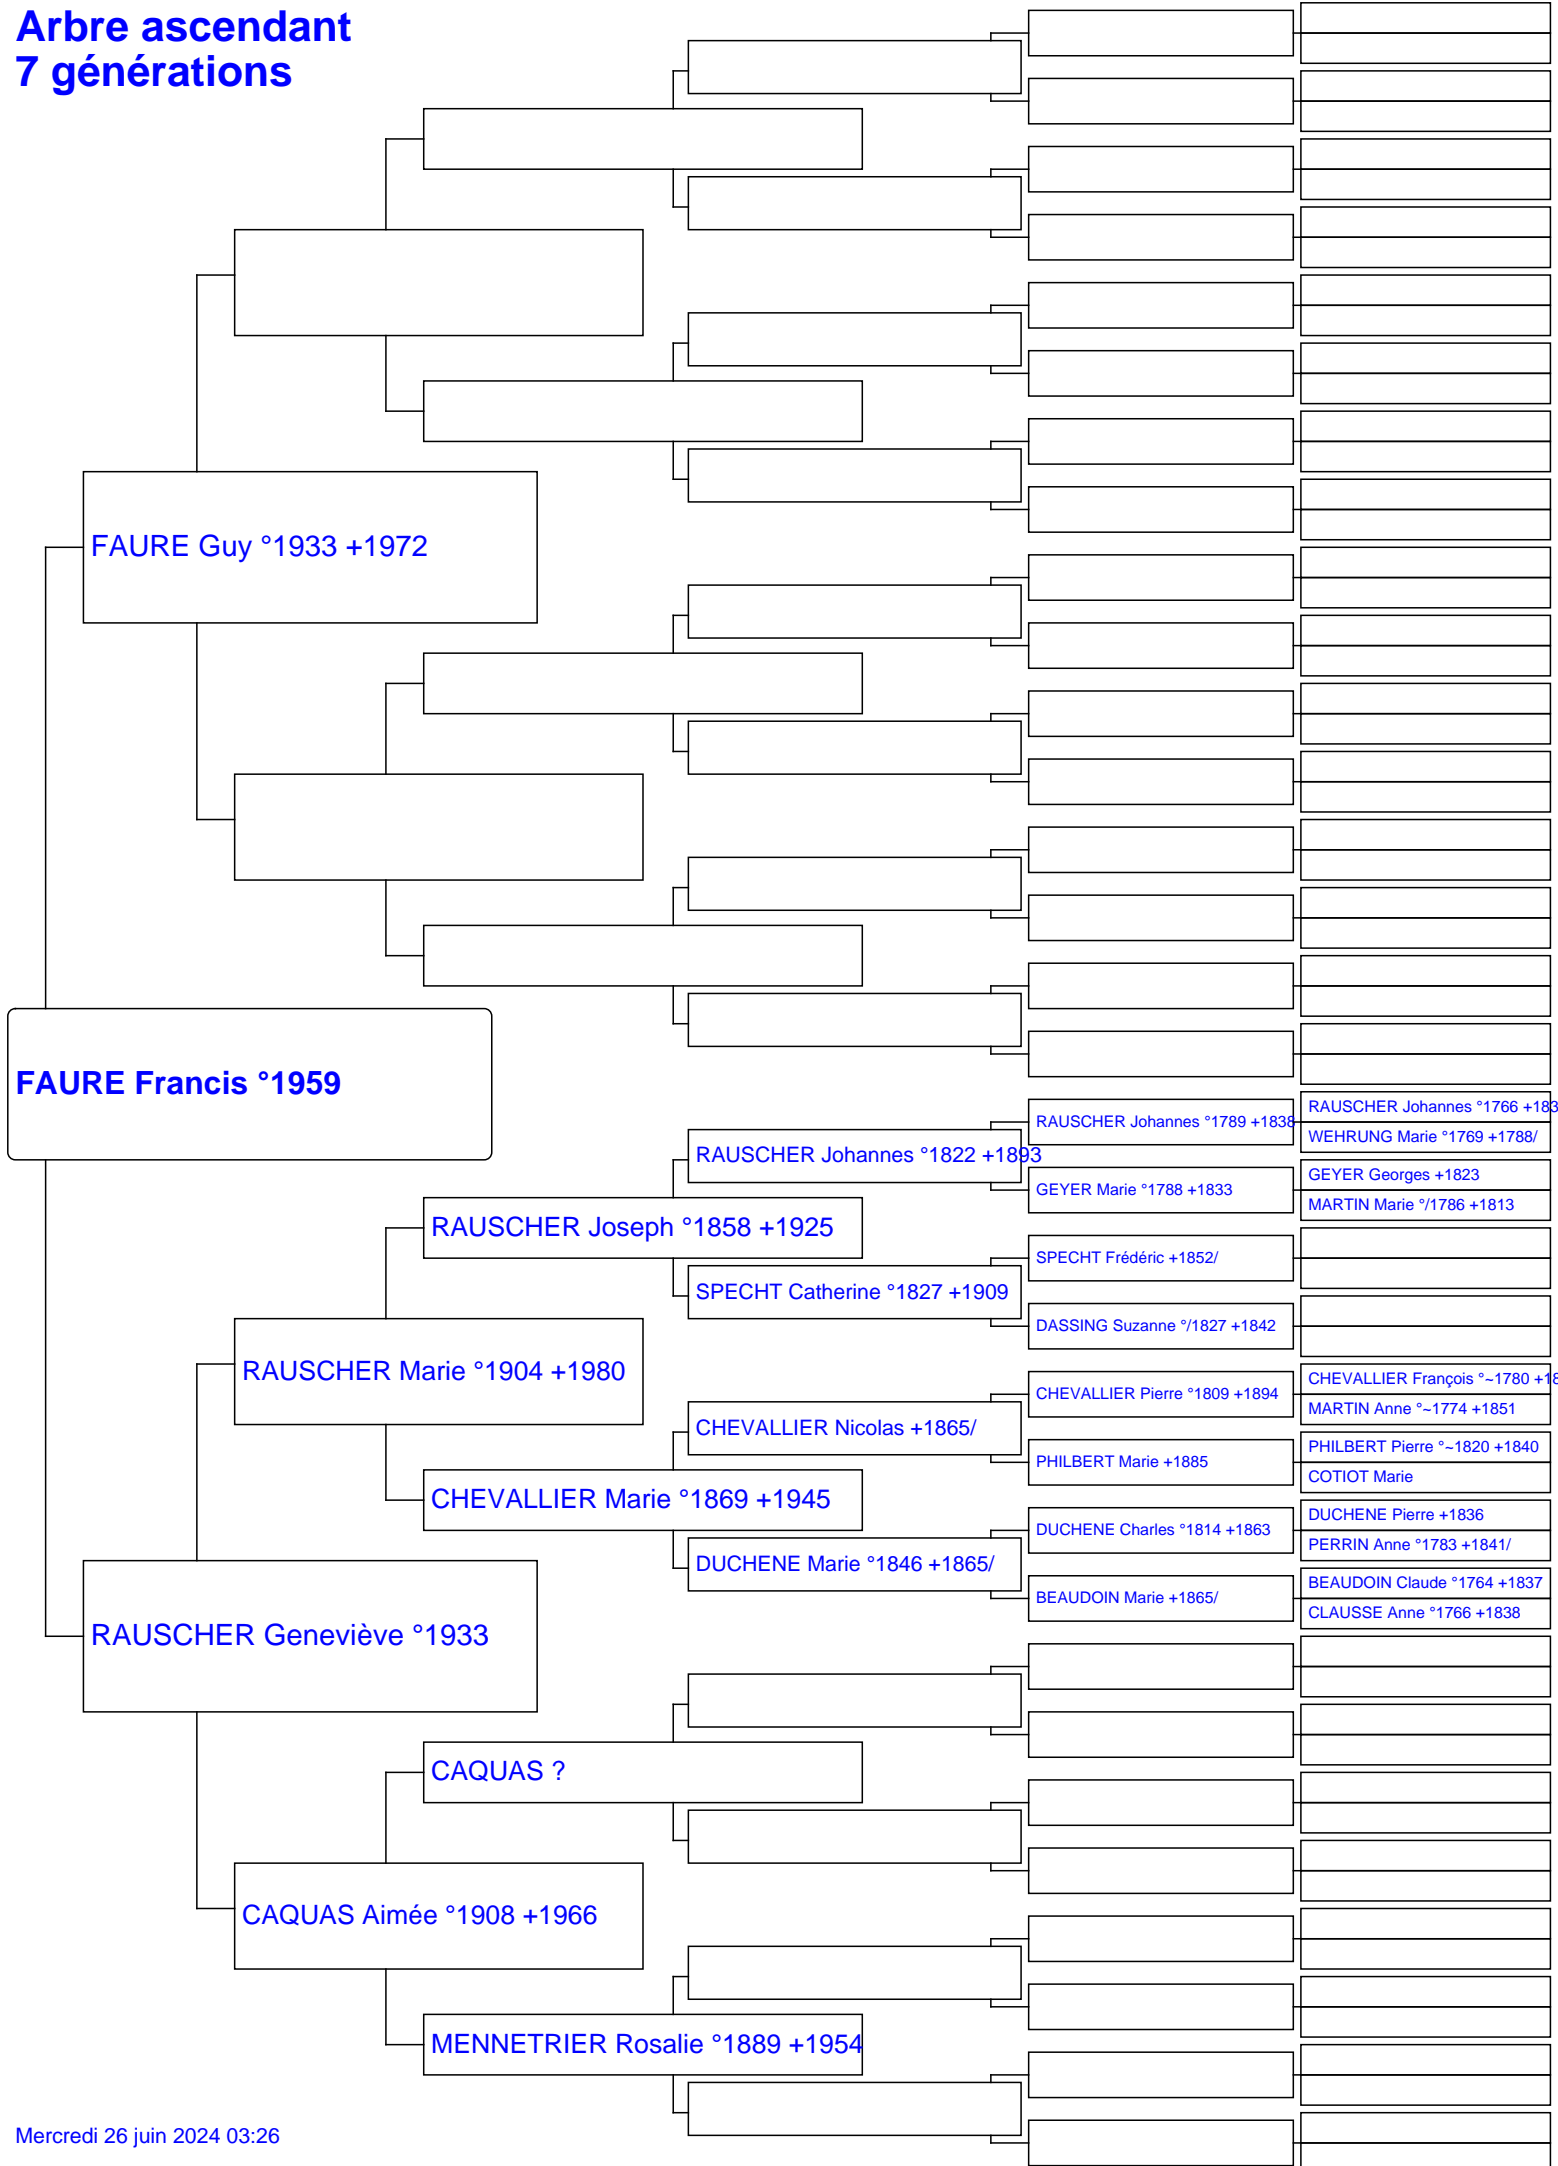 Arbre ascendant
7 générations
FAURE Guy °1933 +1972
FAURE Francis °1959
RAUSCHER Johannes °1766 +183
RAUSCHER Johannes °1789 +1838
WEHRUNG Marie °1769 +1788/
RAUSCHER Johannes °1822 +1893
GEYER Georges +1823
GEYER Marie °1788 +1833
MARTIN Marie °/1786 +1813
RAUSCHER Joseph °1858 +1925
SPECHT Frédéric +1852/
SPECHT Catherine °1827 +1909
DASSING Suzanne °/1827 +1842
RAUSCHER Marie °1904 +1980
CHEVALLIER François °~1780 +18
CHEVALLIER Pierre °1809 +1894
MARTIN Anne °~1774 +1851
CHEVALLIER Nicolas +1865/
PHILBERT Pierre °~1820 +1840
PHILBERT Marie +1885
COTIOT Marie
CHEVALLIER Marie °1869 +1945
DUCHENE Pierre +1836
DUCHENE Charles °1814 +1863
PERRIN Anne °1783 +1841/
DUCHENE Marie °1846 +1865/
BEAUDOIN Claude °1764 +1837
BEAUDOIN Marie +1865/
CLAUSSE Anne °1766 +1838
RAUSCHER Geneviève °1933
CAQUAS ?
CAQUAS Aimée °1908 +1966
MENNETRIER Rosalie °1889 +1954
Mercredi 26 juin 2024 03:26